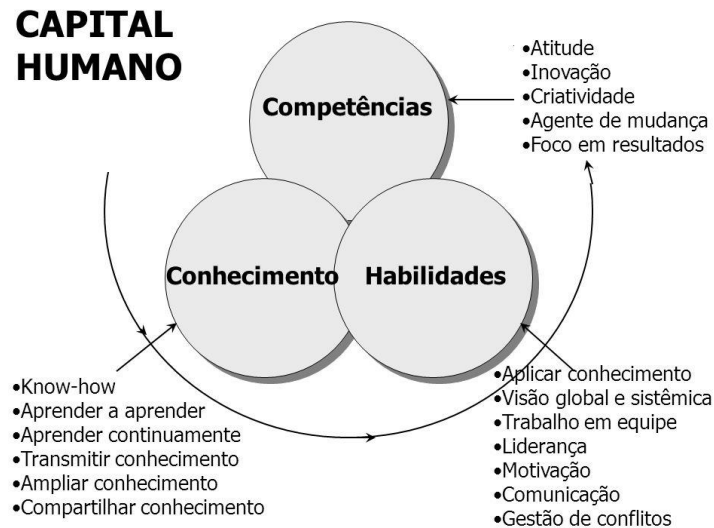 CAPITAL
HUMANO
Competências
•Atitude
•Inovação
•Criatividade
•Agente de mudança
•Foco em resultados
Conhecimento
Habilidades
•Know-how
•Aprender a aprender
•Aprender continuamente
•Transmitir conhecimento
•Ampliar conhecimento
•Compartilhar conhecimento
•Aplicar conhecimento
•Visão global e sistêmica
•Trabalho em equipe
•Liderança
•Motivação
•Comunicação
•Gestão de conflitos